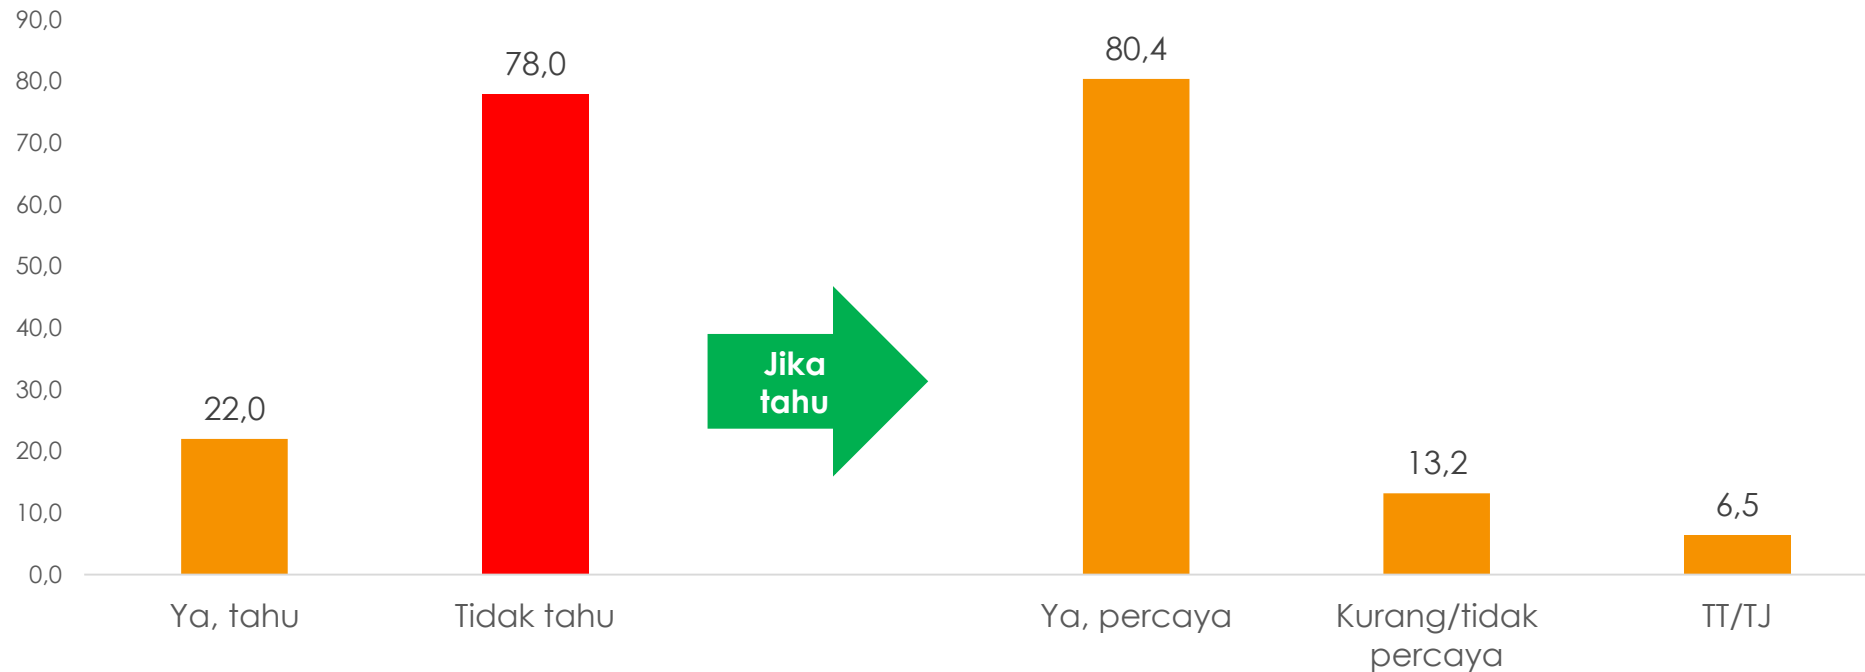 90,0
80,0
70,0
60,0
50,0
40,0
30,0
20,0
10,0
0,0
22,0
78,0
Jika
tahu
80,4
13,2
6,5
Ya, tahu
Tidak tahu
Ya, percaya
Kurang/tidak
percaya
TT/TJ